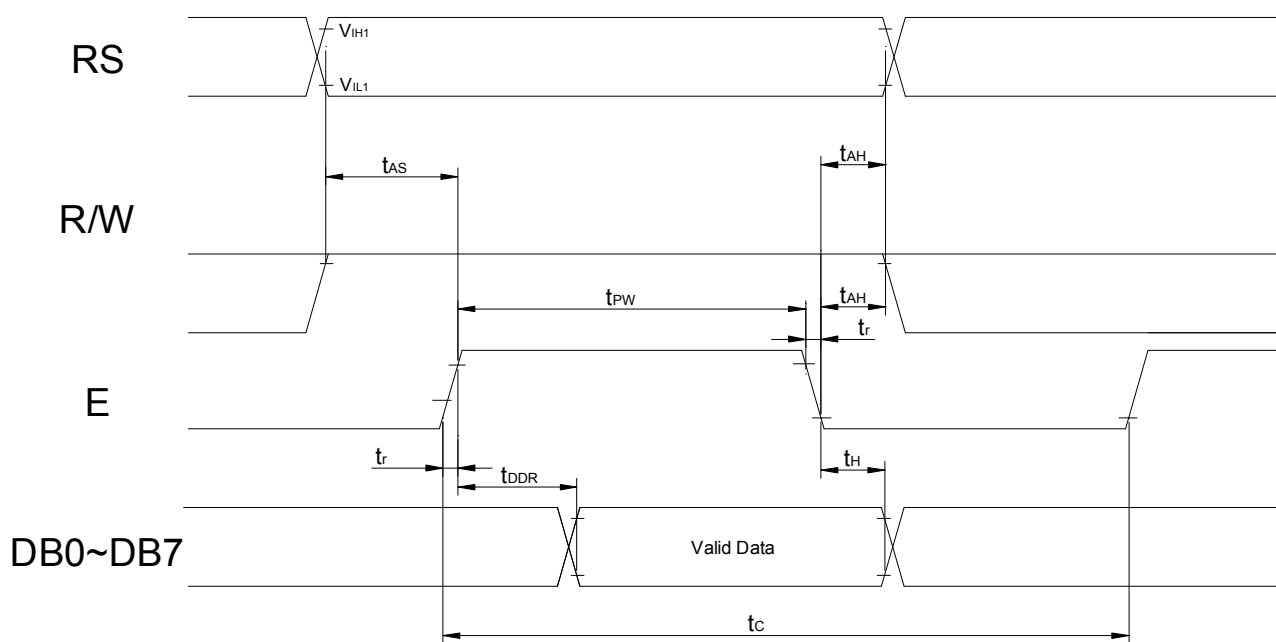 RS
VIH1
VIL1
tAS
tAH
R/W
tPW
tAH
tr
E
tr
tDDR
tH
DB0~DB7
Valid Data
tC